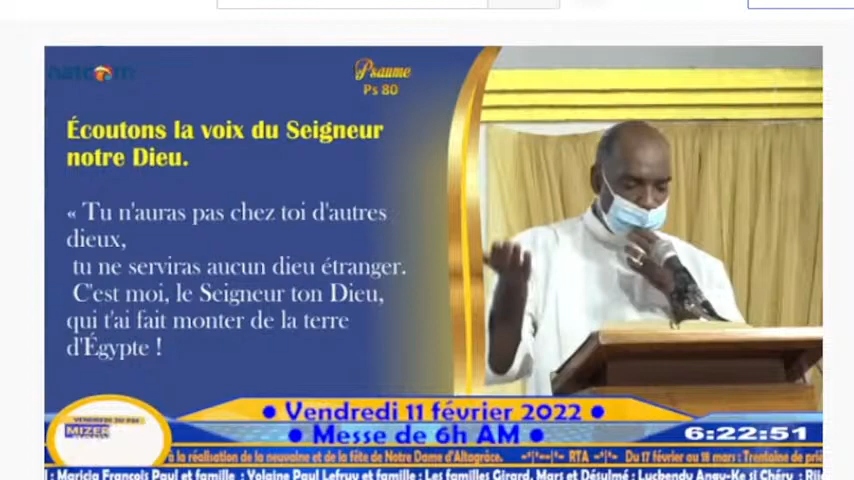 natcom
Psaume
Ps 80
Écoutons la voix du Seigneur
notre Dieu.
« Tu n'auras pas chez toi d'autres
dieux,
tu ne serviras aucun dieu étranger.
C'est moi, le Seigneur ton Dieu,
qui t'ai fait monter de la terre
d'Égypte !
● Vendredi 11 février 2022 ●
● Messe de 6h AM ●
6:22:51
MIZER
à la réalisation de la neuvaine et de la fête de Notre Dame d'Altagrâce. -*|*--|*- RTA -*|*- Du 17 février au 18 mars : Trentaine de priè
: Maricia François Paul et famille : Yolaine Paul Lefruy et famille : Les familles Girard, Mars et Désulmé : Luckendy Anay-Ke si Chéry